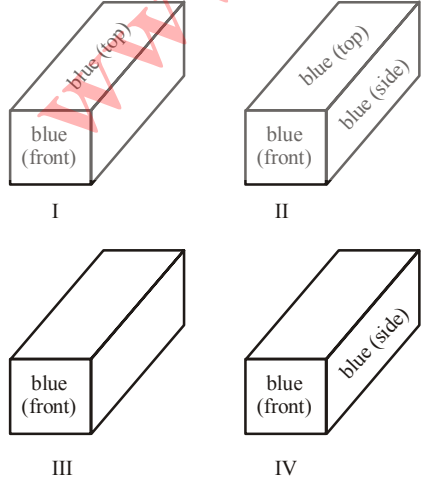 blue (top)
blue
(front)
I
blue (top)
blue (side)
blue
(front)
II
blue
(front)
III
blue (side)
blue
(front)
IV